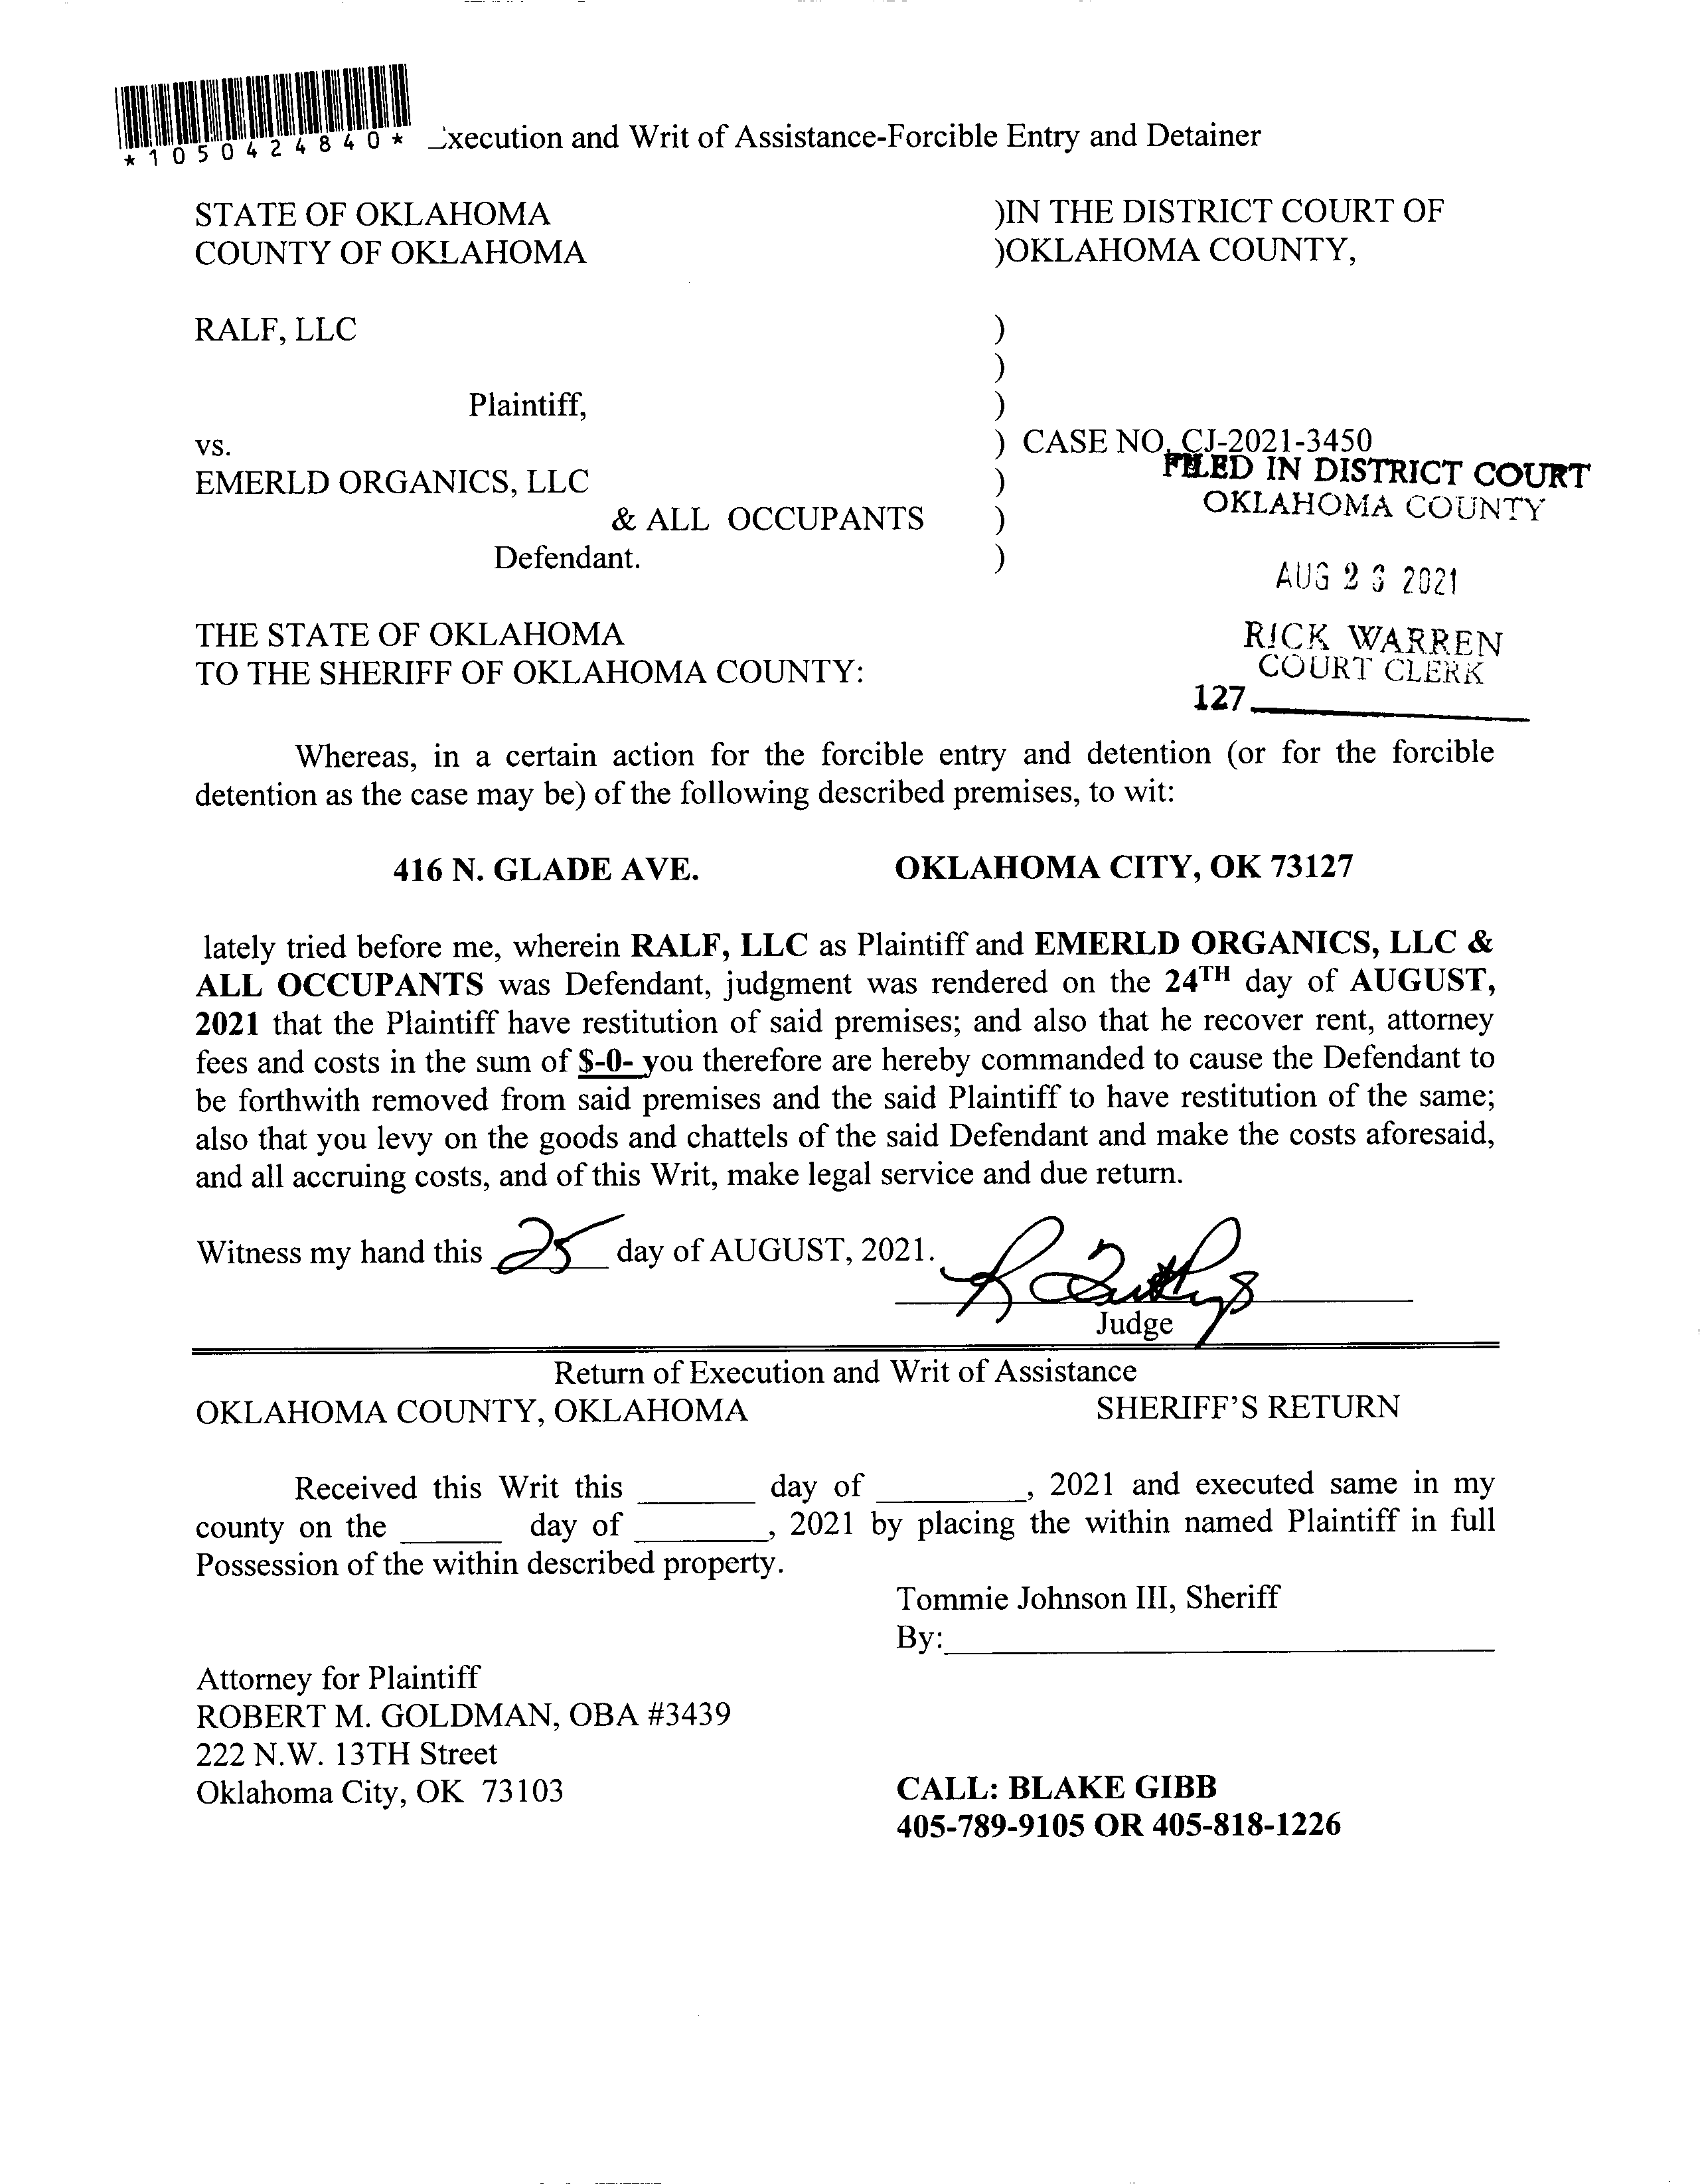 *1050424840* Execution and Writ of Assistance-Forcible Entry and Detainer
STATE OF OKLAHOMA )IN THE DISTRICT COURT OF
COUNTY OF OKLAHOMA )OKLAHOMA COUNTY,
RALF, LLC )
)
Plaintiff, )
vs. ) CASE NO. CJ-2021-3450
FILED IN DISTRICT COURT
EMERLD ORGANICS, LLC )
OKLAHOMA COUNTY
& ALL OCCUPANTS )
Defendant. )
AUG 2 2021
THE STATE OF OKLAHOMA
RICK WARREN
TO THE SHERIFF OF OKLAHOMA COUNTY:
COURT CLERK
127
Whereas, in a certain action for the forcible entry and detention (or for the forcible
detention as the case may be) of the following described premises, to wit:
416 N. GLADE AVE. OKLAHOMA CITY, OK 73127
lately tried before me, wherein RALF, LLC as Plaintiff and EMERLD ORGANICS, LLC &
ALL OCCUPANTS was Defendant, judgment was rendered on the 24TH day of AUGUST,
2021 that the Plaintiff have restitution of said premises; and also that he recover rent, attorney
fees and costs in the sum of $-0- you therefore are hereby commanded to cause the Defendant to
be forthwith removed from said premises and the said Plaintiff to have restitution of the same;
also that you levy on the goods and chattels of the said Defendant and make the costs aforesaid,
and all accruing costs, and of this Writ, make legal service and due return.
Witness my hand this 25 day of AUGUST, 2021.
Judge
Return of Execution and Writ of Assistance
OKLAHOMA COUNTY, OKLAHOMA SHERIFF'S RETURN
Received this Writ this ________ day of __________, 2021 and executed same in my
county on the _______ day of _________, 2021 by placing the within named Plaintiff in full
Possession of the within described property.
Tommie Johnson III, Sheriff
By:
Attorney for Plaintiff
ROBERT M. GOLDMAN, OBA #3439
222 N.W. 13TH Street
Oklahoma City, OK 73103
CALL: BLAKE GIBB
405-789-9105 OR 405-818-1226